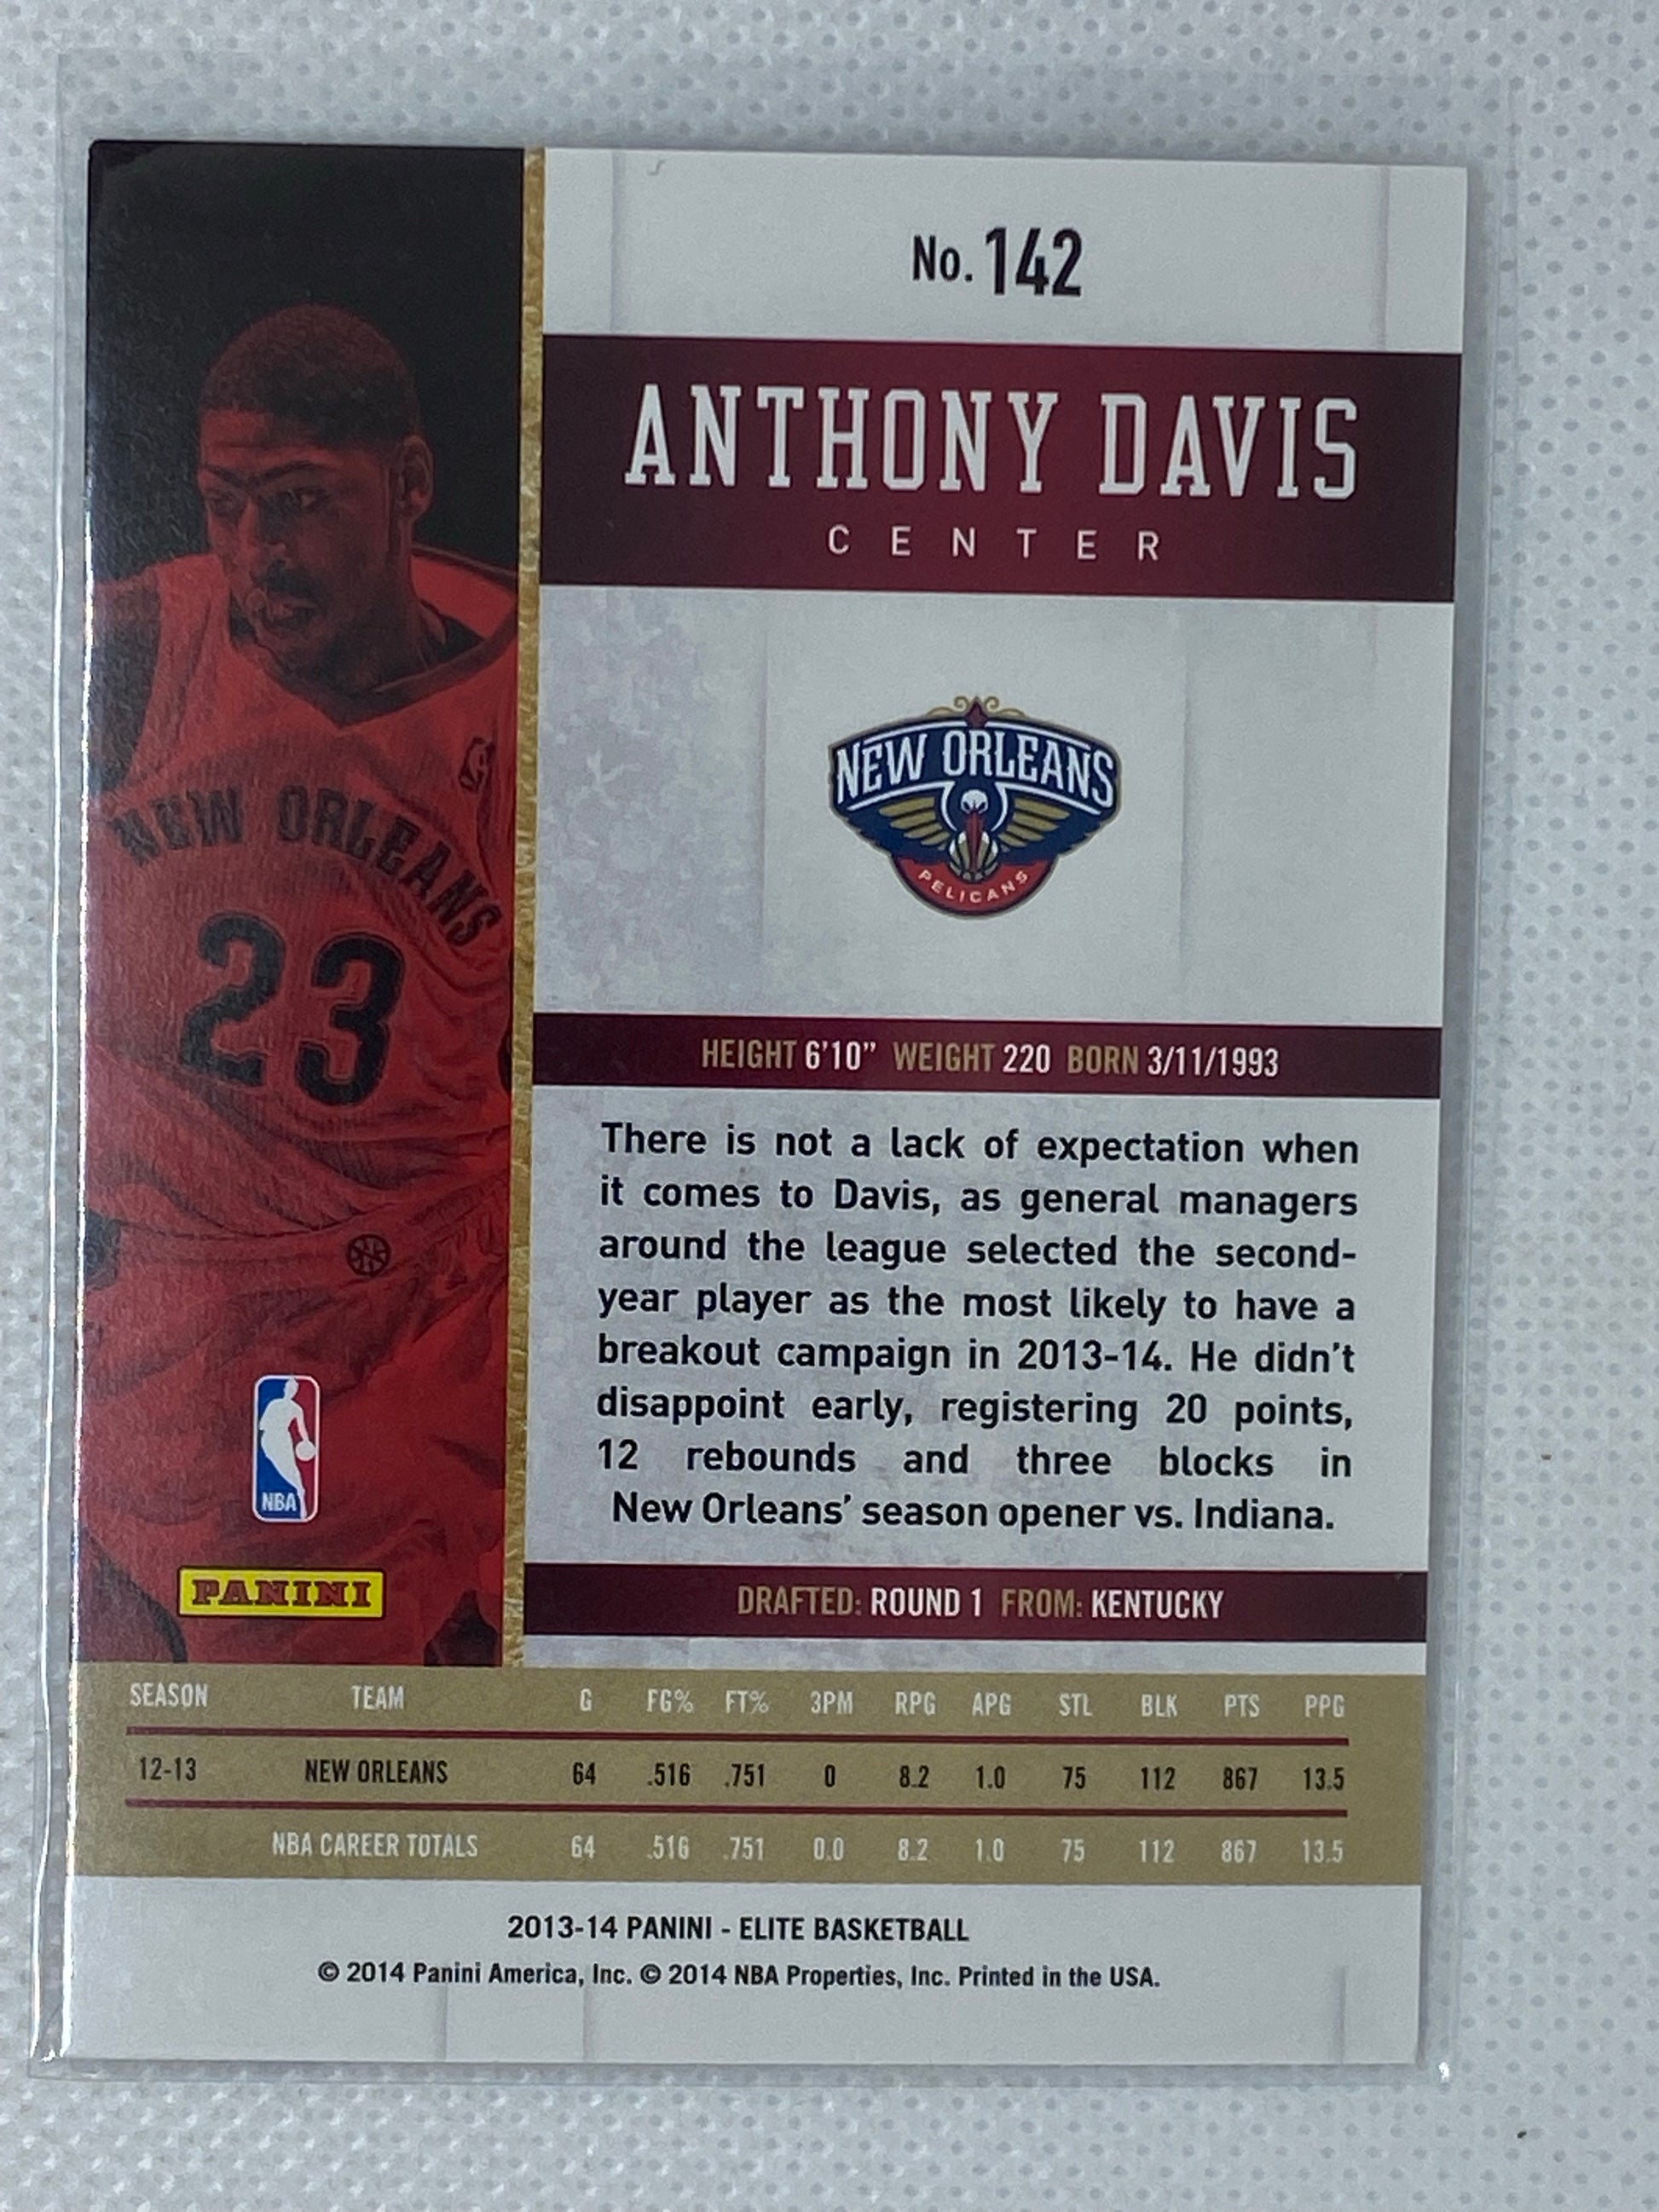 No. 142
ANTHONY DAVIS
CENTER
NEW ORLEANS
PELICANS
NEW ORLEANS
23
HEIGHT 6'10" WEIGHT 220 BORN 3/11/1993
There is not a lack of expectation when
it comes to Davis, as general managers
around the league selected the second-
year player as the most likely to have a
breakout campaign in 2013-14. He didn't
disappoint early, registering 20 points,
12 rebounds and three blocks in
New Orleans' season opener vs. Indiana.
NBA
PANINI
DRAFTED: ROUND 1 FROM: KENTUCKY
SEASON TEAM G FG% FT% 3PM RPG APG STL BLK PTS PPG
12-13 NEW ORLEANS 64 .516 .751 0 8.2 1.0 75 112 867 13.5
NBA CAREER TOTALS 64 .516 .751 0.0 8.2 1.0 75 112 867 13.5
2013-14 PANINI - ELITE BASKETBALL
© 2014 Panini America, Inc. © 2014 NBA Properties, Inc. Printed in the USA.